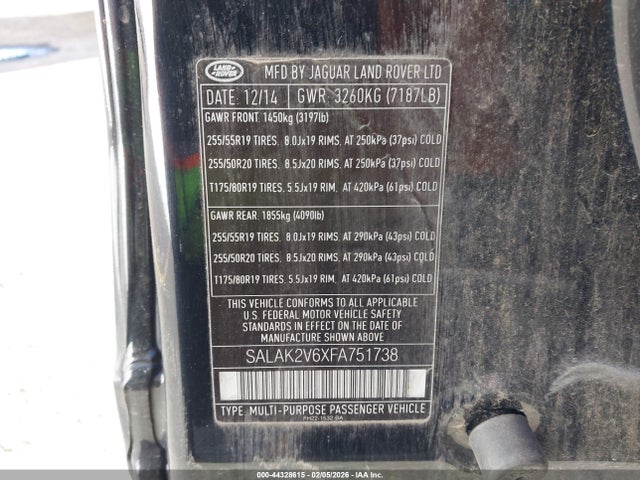 LAND ROVER
MFD BY JAGUAR LAND ROVER LTD
DATE: 12/14 GWR: 3260KG (7187LB)
GAWR FRONT: 1450kg (3197lb)
255/55R19 TIRES. 8.0Jx19 RIMS, AT 250kPa (37psi) COLD
255/50R20 TIRES. 8.5Jx20 RIMS, AT 250kPa (37psi) COLD
T175/80R19 TIRES. 5.5Jx19 RIM, AT 420kPa (61psi) COLD
GAWR REAR: 1855kg (4090lb)
255/55R19 TIRES. 8.0Jx19 RIMS, AT 290kPa (43psi) COLD
255/50R20 TIRES. 8.5Jx20 RIMS, AT 290kPa (43psi) COLD
T175/80R19 TIRES. 5.5Jx19 RIM, AT 420kPa (61psi) COLD
THIS VEHICLE CONFORMS TO ALL APPLICABLE
U.S. FEDERAL MOTOR VEHICLE SAFETY
STANDARDS IN EFFECT ON THE DATE OF
MANUFACTURE SHOWN ABOVE
SALAK2V6XFA751738
TYPE: MULTI-PURPOSE PASSENGER VEHICLE
FH22-1532-BA
000-44328615 - 02/05/2026 - COPYRIGHT IAA